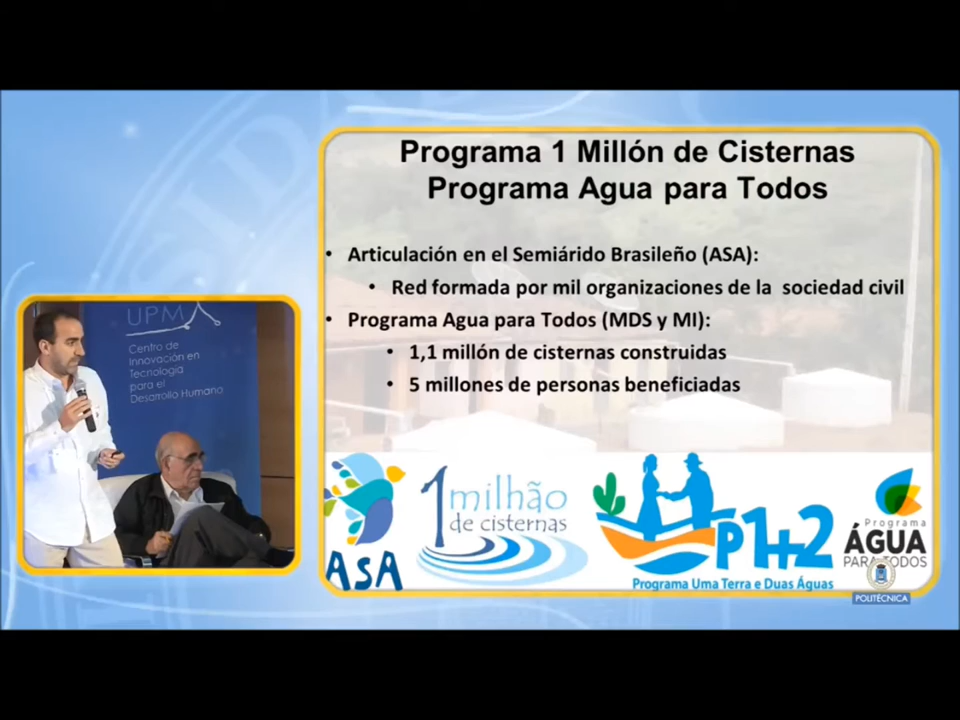 Programa 1 Millón de Cisternas
Programa Agua para Todos
• Articulación en el Semiárido Brasileño (ASA):
• Red formada por mil organizaciones de la sociedad civil
• Programa Agua para Todos (MDS y MI):
• 1,1 millón de cisternas construidas
• 5 millones de personas beneficiadas
UPM
Centro de
Innovación en
Tecnología
para el
Desarrollo Humano
ASA
1 milhão
de cisternas
P1+2
Programa Uma Terra e Duas Águas
Programa
ÁGUA
PARA TODOS
POLITÉCNICA